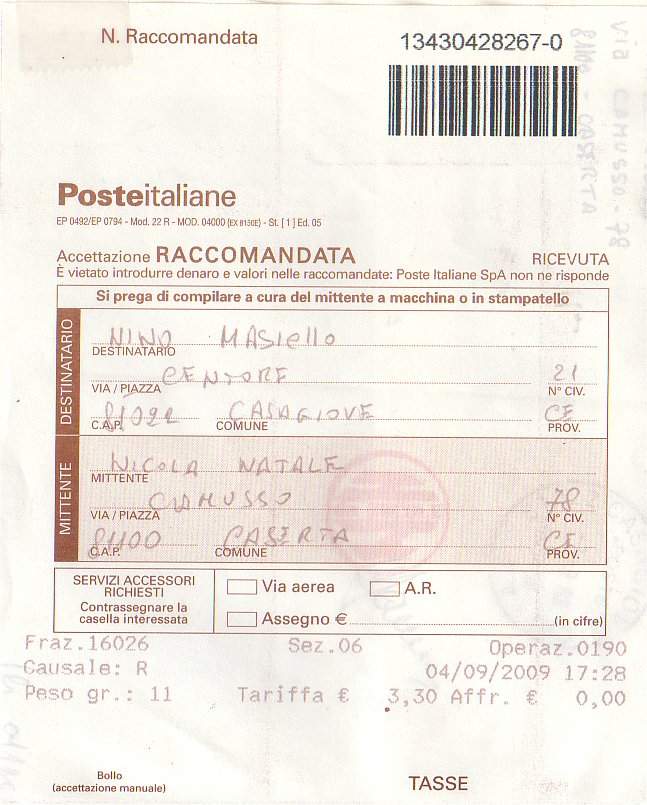 N. Raccomandata
13430428267-0
Posteitaliane
EP 0492/EP 0794 - Mod. 22 R - MOD. 04000 (EX 8150E) - St. [1] Ed. 05
Accettazione RACCOMANDATA RICEVUTA
È vietato introdurre denaro e valori nelle raccomandate: Poste Italiane SpA non ne risponde
Si prega di compilare a cura del mittente a macchina o in stampatello
DESTINATARIO
NINO MASIELLO
DESTINATARIO
CENTORE 21
VIA / PIAZZA N° CIV.
81022 CASAGIOVE CE
C.A.P. COMUNE PROV.
MITTENTE
NICOLA NATALE
MITTENTE
CAMUSSO 78
VIA / PIAZZA N° CIV.
81100 CASERTA CE
C.A.P. COMUNE PROV.
SERVIZI ACCESSORI
RICHIESTI
Contrassegnare la
casella interessata
Via aerea A.R.
Assegno € (in cifre)
Fraz.16026 Sez.06 Operaz.0190
Causale: R 04/09/2009 17:28
Peso gr.: 11 Tariffa € 3,30 Affr. € 0,00
Bollo
(accettazione manuale)
TASSE